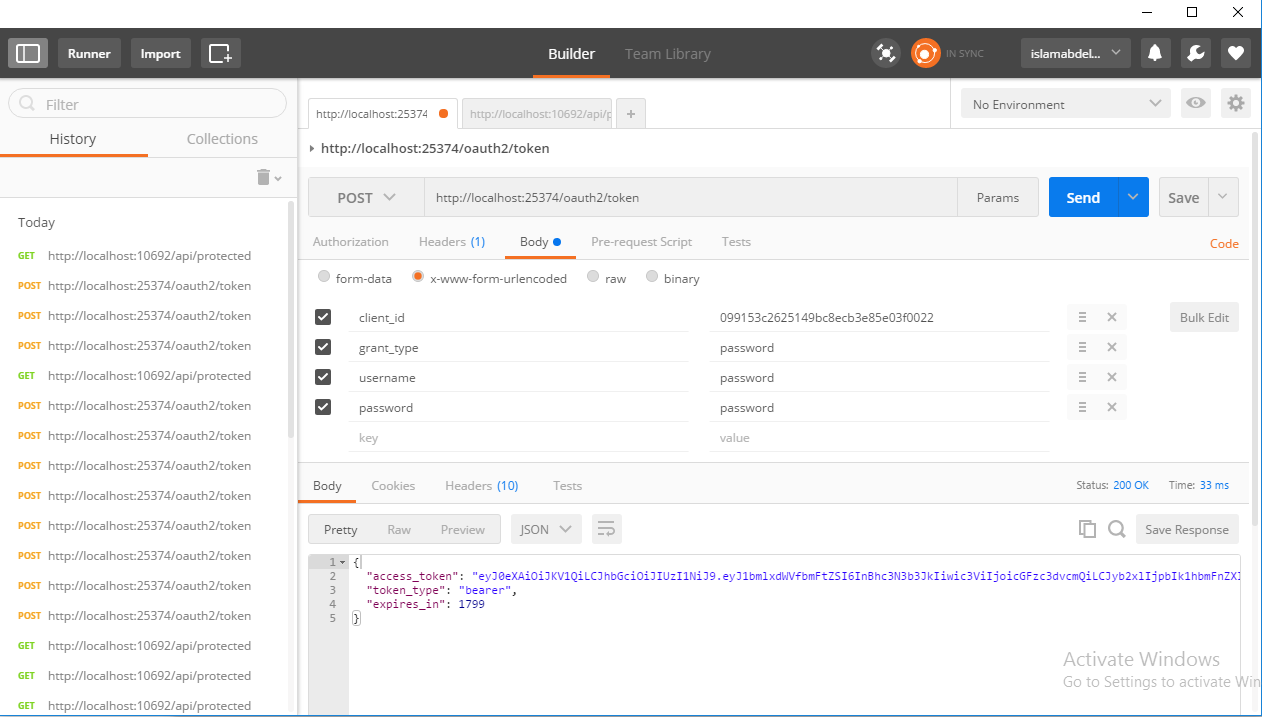 Runner
Import
Builder
Team Library
IN SYNC
islamabdel...
Filter
History
Collections
Today
GET http://localhost:10692/api/protected
POST http://localhost:25374/oauth2/token
POST http://localhost:25374/oauth2/token
POST http://localhost:25374/oauth2/token
GET http://localhost:10692/api/protected
POST http://localhost:25374/oauth2/token
POST http://localhost:25374/oauth2/token
POST http://localhost:25374/oauth2/token
POST http://localhost:25374/oauth2/token
POST http://localhost:25374/oauth2/token
POST http://localhost:25374/oauth2/token
POST http://localhost:25374/oauth2/token
POST http://localhost:25374/oauth2/token
GET http://localhost:10692/api/protected
GET http://localhost:10692/api/protected
GET http://localhost:10692/api/protected
http://localhost:25374
http://localhost:10692/api/p
+
No Environment
http://localhost:25374/oauth2/token
POST
http://localhost:25374/oauth2/token
Params
Send
Save
Authorization
Headers (1)
Body
Pre-request Script
Tests
Code
form-data
x-www-form-urlencoded
raw
binary
client_id 099153c2625149bc8ecb3e85e03f0022
Bulk Edit
grant_type password
username password
password password
key value
Body
Cookies
Headers (10)
Tests
Status: 200 OK
Time: 33 ms
Pretty
Raw
Preview
JSON
Save Response
1 {
2 "access_token": "eyJ0eXAiOiJKV1QiLCJhbGciOiJIUzI1NiJ9.eyJ1bmlxdWVfbmFtZSI6InBhc3N3b3JkIiwic3ViIjoicGFzc3dvcmQiLCJyb2xlIjpbIk1hbmFnZXI
3 "token_type": "bearer",
4 "expires_in": 1799
5 }
Activate Windows
Go to Settings to activate Win